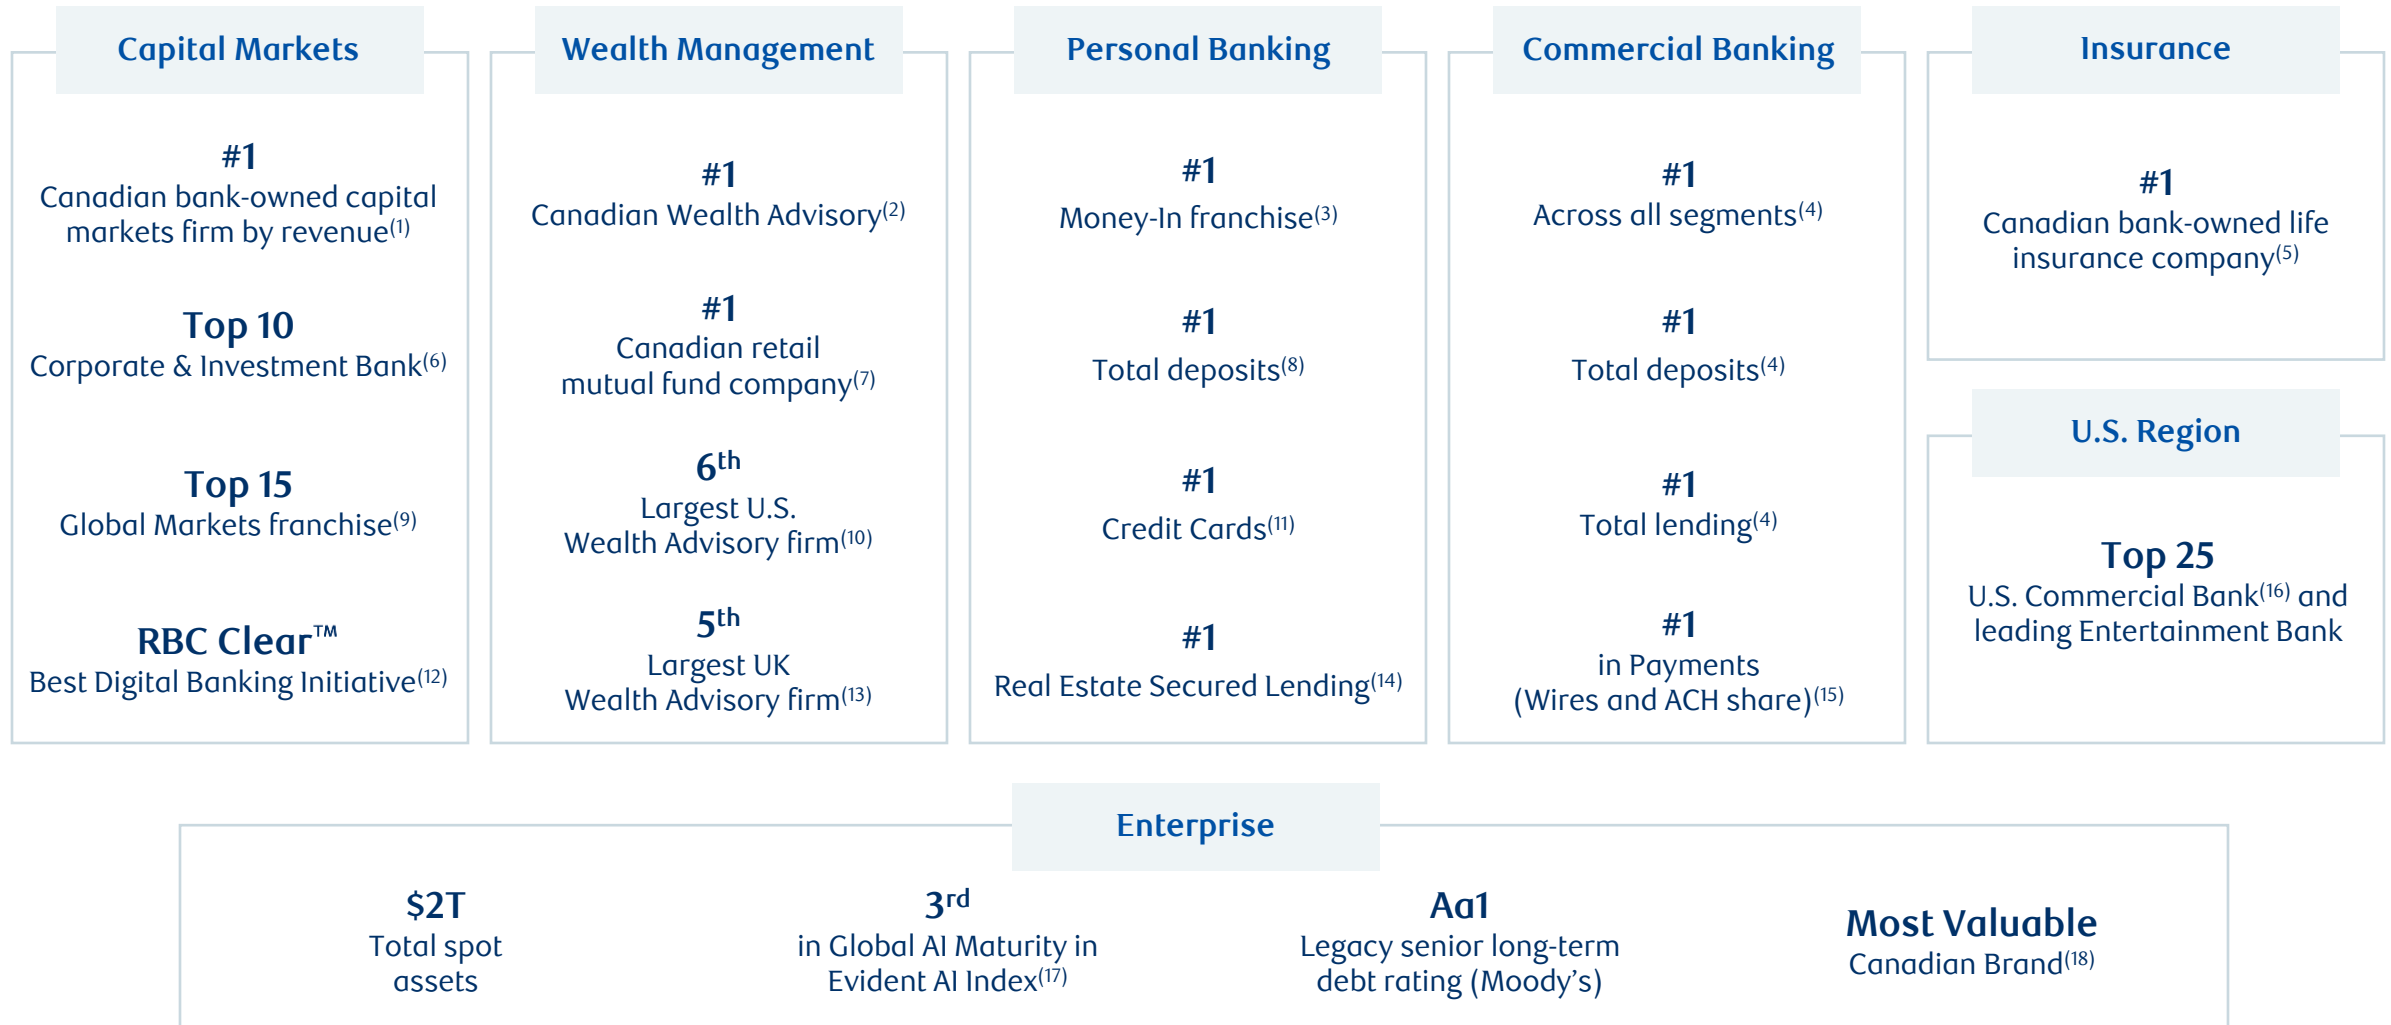 Capital Markets
#1
Canadian bank-owned capital
markets firm by revenue(1)
Top 10
Corporate & Investment Bank(6)
Top 15
Global Markets franchise(9)
RBC Clear™
Best Digital Banking Initiative(12)
Wealth Management
#1
Canadian Wealth Advisory(2)
#1
Canadian retail
mutual fund company(7)
6th
Largest U.S.
Wealth Advisory firm(10)
5th
Largest UK
Wealth Advisory firm(13)
Personal Banking
#1
Money-In franchise(3)
#1
Total deposits(8)
#1
Credit Cards(11)
#1
Real Estate Secured Lending(14)
Commercial Banking
#1
Across all segments(4)
#1
Total deposits(4)
#1
Total lending(4)
#1
in Payments
(Wires and ACH share)(15)
Insurance
#1
Canadian bank-owned life
insurance company(5)
U.S. Region
Top 25
U.S. Commercial Bank(16) and
leading Entertainment Bank
Enterprise
$2T
Total spot
assets
3rd
in Global AI Maturity in
Evident AI Index(17)
Aa1
Legacy senior long-term
debt rating (Moody’s)
Most Valuable
Canadian Brand(18)